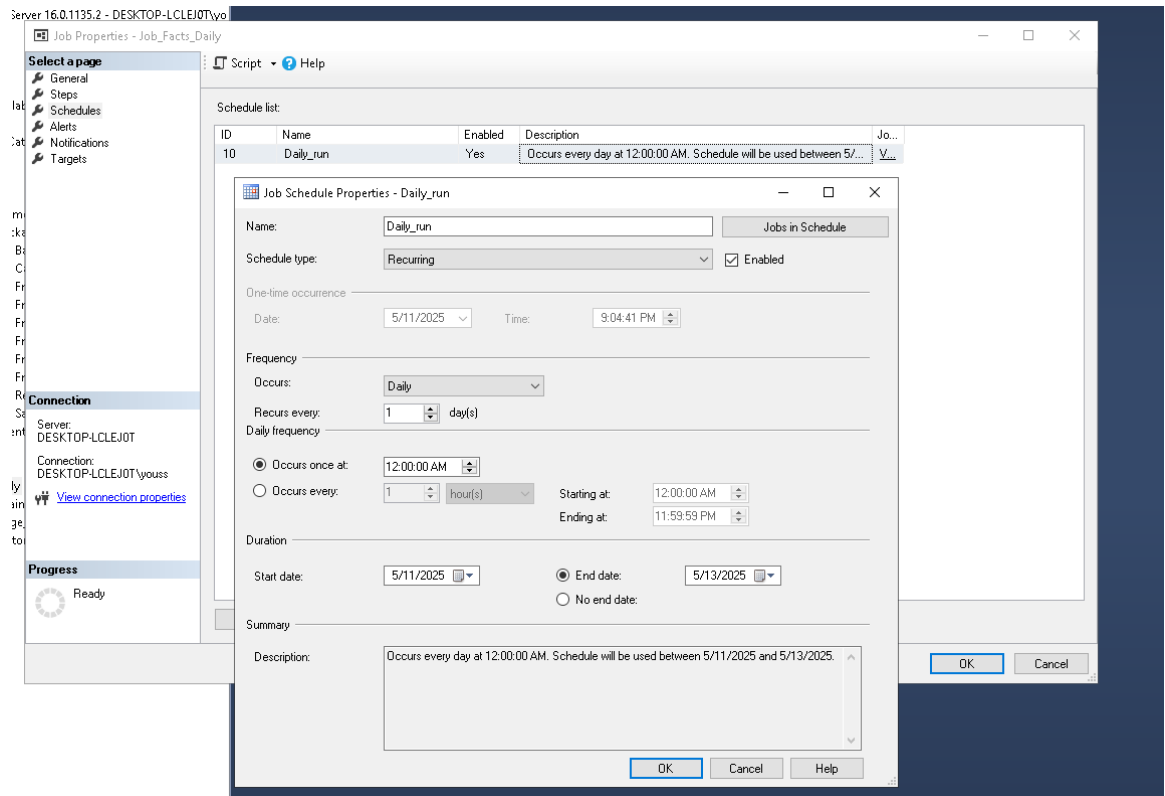 Server 16.0.1135.2 - DESKTOP-LCLEJ0T\yo
Job Properties - Job_Facts_Daily
Select a page
General
Steps
Schedules
Alerts
Notifications
Targets
Script
Help
Schedule list:
ID Name Enabled Description Jo...
10 Daily_run Yes Occurs every day at 12:00:00 AM. Schedule will be used between 5/... V...
Job Schedule Properties - Daily_run
Name: Daily_run Jobs in Schedule
Schedule type: Recurring Enabled
One-time occurrence
Date: 5/11/2025 Time: 9:04:41 PM
Frequency
Occurs: Daily
Recurs every: 1 day(s)
Daily frequency
Occurs once at: 12:00:00 AM
Occurs every: 1 hour(s) Starting at: 12:00:00 AM
Ending at: 11:59:59 PM
Duration
Start date: 5/11/2025 End date: 5/13/2025
No end date:
Summary
Description: Occurs every day at 12:00:00 AM. Schedule will be used between 5/11/2025 and 5/13/2025.
OK Cancel Help
Connection
Server:
DESKTOP-LCLEJ0T
Connection:
DESKTOP-LCLEJ0T\youss
View connection properties
Progress
Ready
OK Cancel